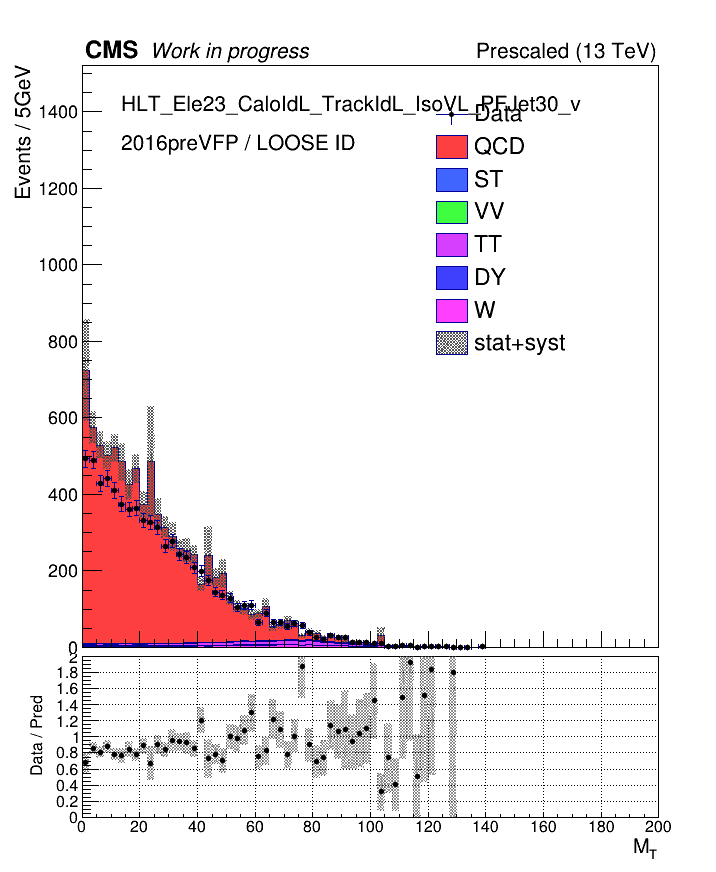 CMS Work in progress Prescaled (13 TeV)
Events / 5GeV
HLT_Ele23_CaloIdL_TrackIdL_IsoVL_PFJet30_v
2016preVFP / LOOSE ID
Data
QCD
ST
VV
TT
DY
W
stat+syst
1400
1200
1000
800
600
400
200
0
Data / Pred
2
1.8
1.6
1.4
1.2
1
0.8
0.6
0.4
0.2
0
0 20 40 60 80 100 120 140 160 180 200
M_T